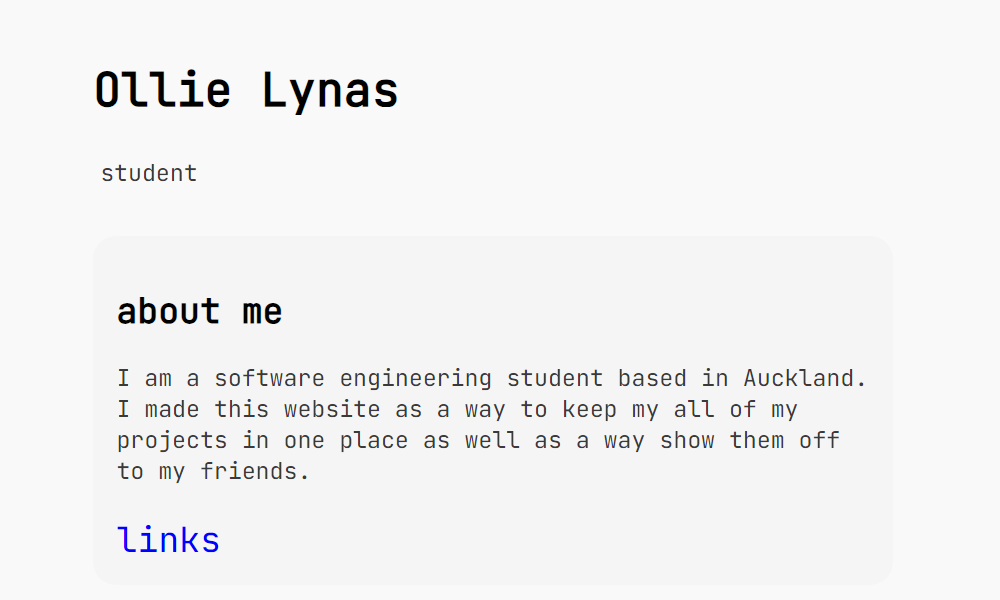 Ollie Lynas
student
about me
I am a software engineering student based in Auckland.
I made this website as a way to keep my all of my
projects in one place as well as a way show them off
to my friends.
links